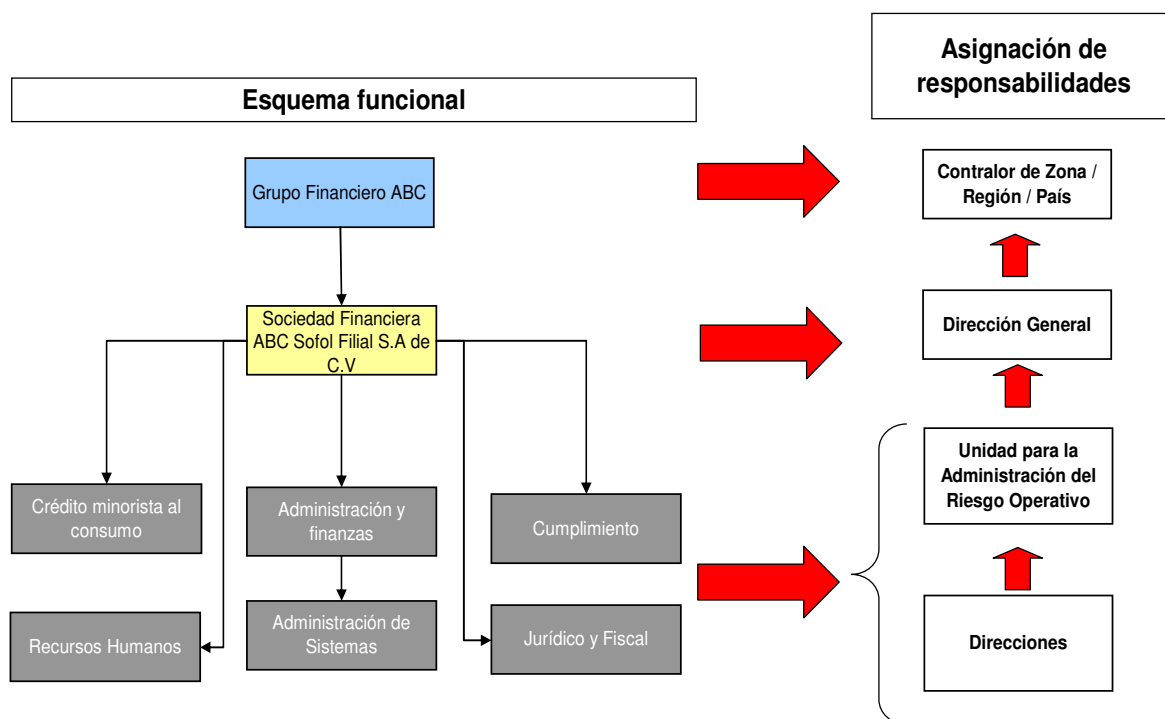 Asignación de
responsabilidades
Esquema funcional
Grupo Financiero ABC
Contralor de Zona /
Región / País
Sociedad Financiera
ABC Sofol Filial S.A de
C.V
Dirección General
Unidad para la
Administración del
Riesgo Operativo
Crédito minorista al
consumo
Administración y
finanzas
Cumplimiento
Recursos Humanos
Administración de
Sistemas
Jurídico y Fiscal
Direcciones